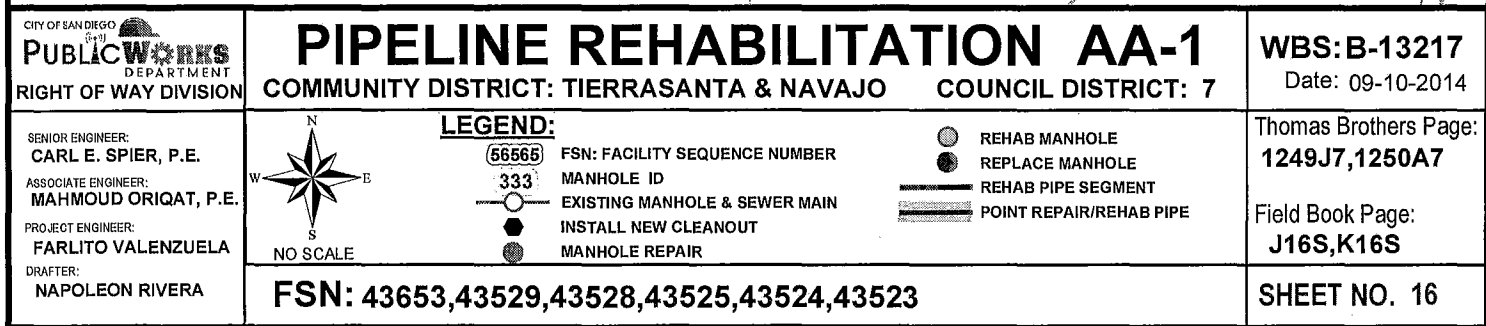 CITY OF SAN DIEGO
PUBLIC WORKS
DEPARTMENT
RIGHT OF WAY DIVISION
PIPELINE REHABILITATION AA-1
COMMUNITY DISTRICT: TIERRASANTA & NAVAJO COUNCIL DISTRICT: 7
WBS: B-13217
Date: 09-10-2014
SENIOR ENGINEER:
CARL E. SPIER, P.E.
ASSOCIATE ENGINEER:
MAHMOUD ORIQAT, P.E.
PROJECT ENGINEER:
FARLITO VALENZUELA
DRAFTER:
NAPOLEON RIVERA
N
W E
S
NO SCALE
LEGEND:
56565 FSN: FACILITY SEQUENCE NUMBER
333 MANHOLE ID
EXISTING MANHOLE & SEWER MAIN
INSTALL NEW CLEANOUT
MANHOLE REPAIR
REHAB MANHOLE
REPLACE MANHOLE
REHAB PIPE SEGMENT
POINT REPAIR/REHAB PIPE
Thomas Brothers Page:
1249J7,1250A7
Field Book Page:
J16S,K16S
FSN: 43653,43529,43528,43525,43524,43523
SHEET NO. 16